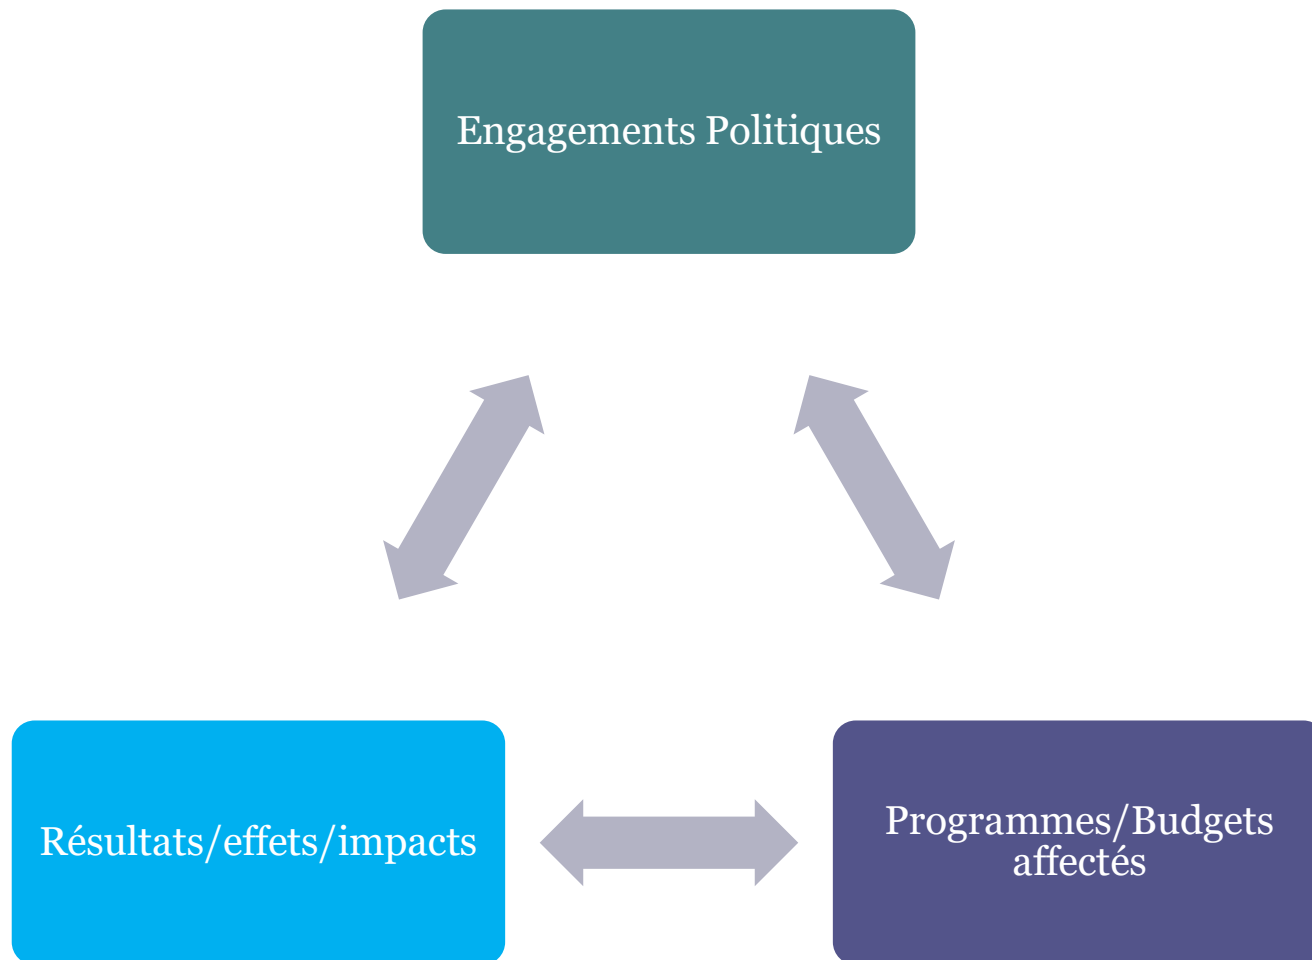 Engagements Politiques
Résultats/effets/impacts
Programmes/Budgets
affectés